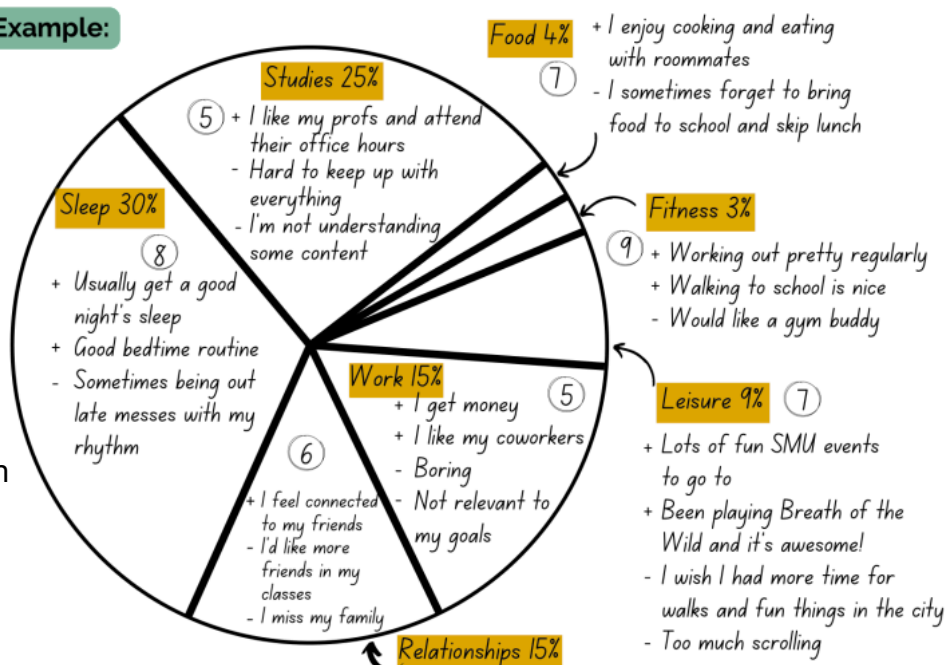 Example:
Studies 25%
5
+ I like my profs and attend
their office hours
- Hard to keep up with
everything
- I'm not understanding
some content
Food 4%
7
+ I enjoy cooking and eating
with roommates
- I sometimes forget to bring
food to school and skip lunch
Sleep 30%
8
+ Usually get a good
night's sleep
+ Good bedtime routine
- Sometimes being out
late messes with my
rhythm
Fitness 3%
9
+ Working out pretty regularly
+ Walking to school is nice
- Would like a gym buddy
Work 15%
5
+ I get money
+ I like my coworkers
- Boring
- Not relevant to
my goals
Leisure 9%
7
+ Lots of fun SMU events
to go to
+ Been playing Breath of the
Wild and it's awesome!
- I wish I had more time for
walks and fun things in the city
- Too much scrolling
6
+ I feel connected
to my friends
- I'd like more
friends in my
classes
- I miss my family
Relationships 15%